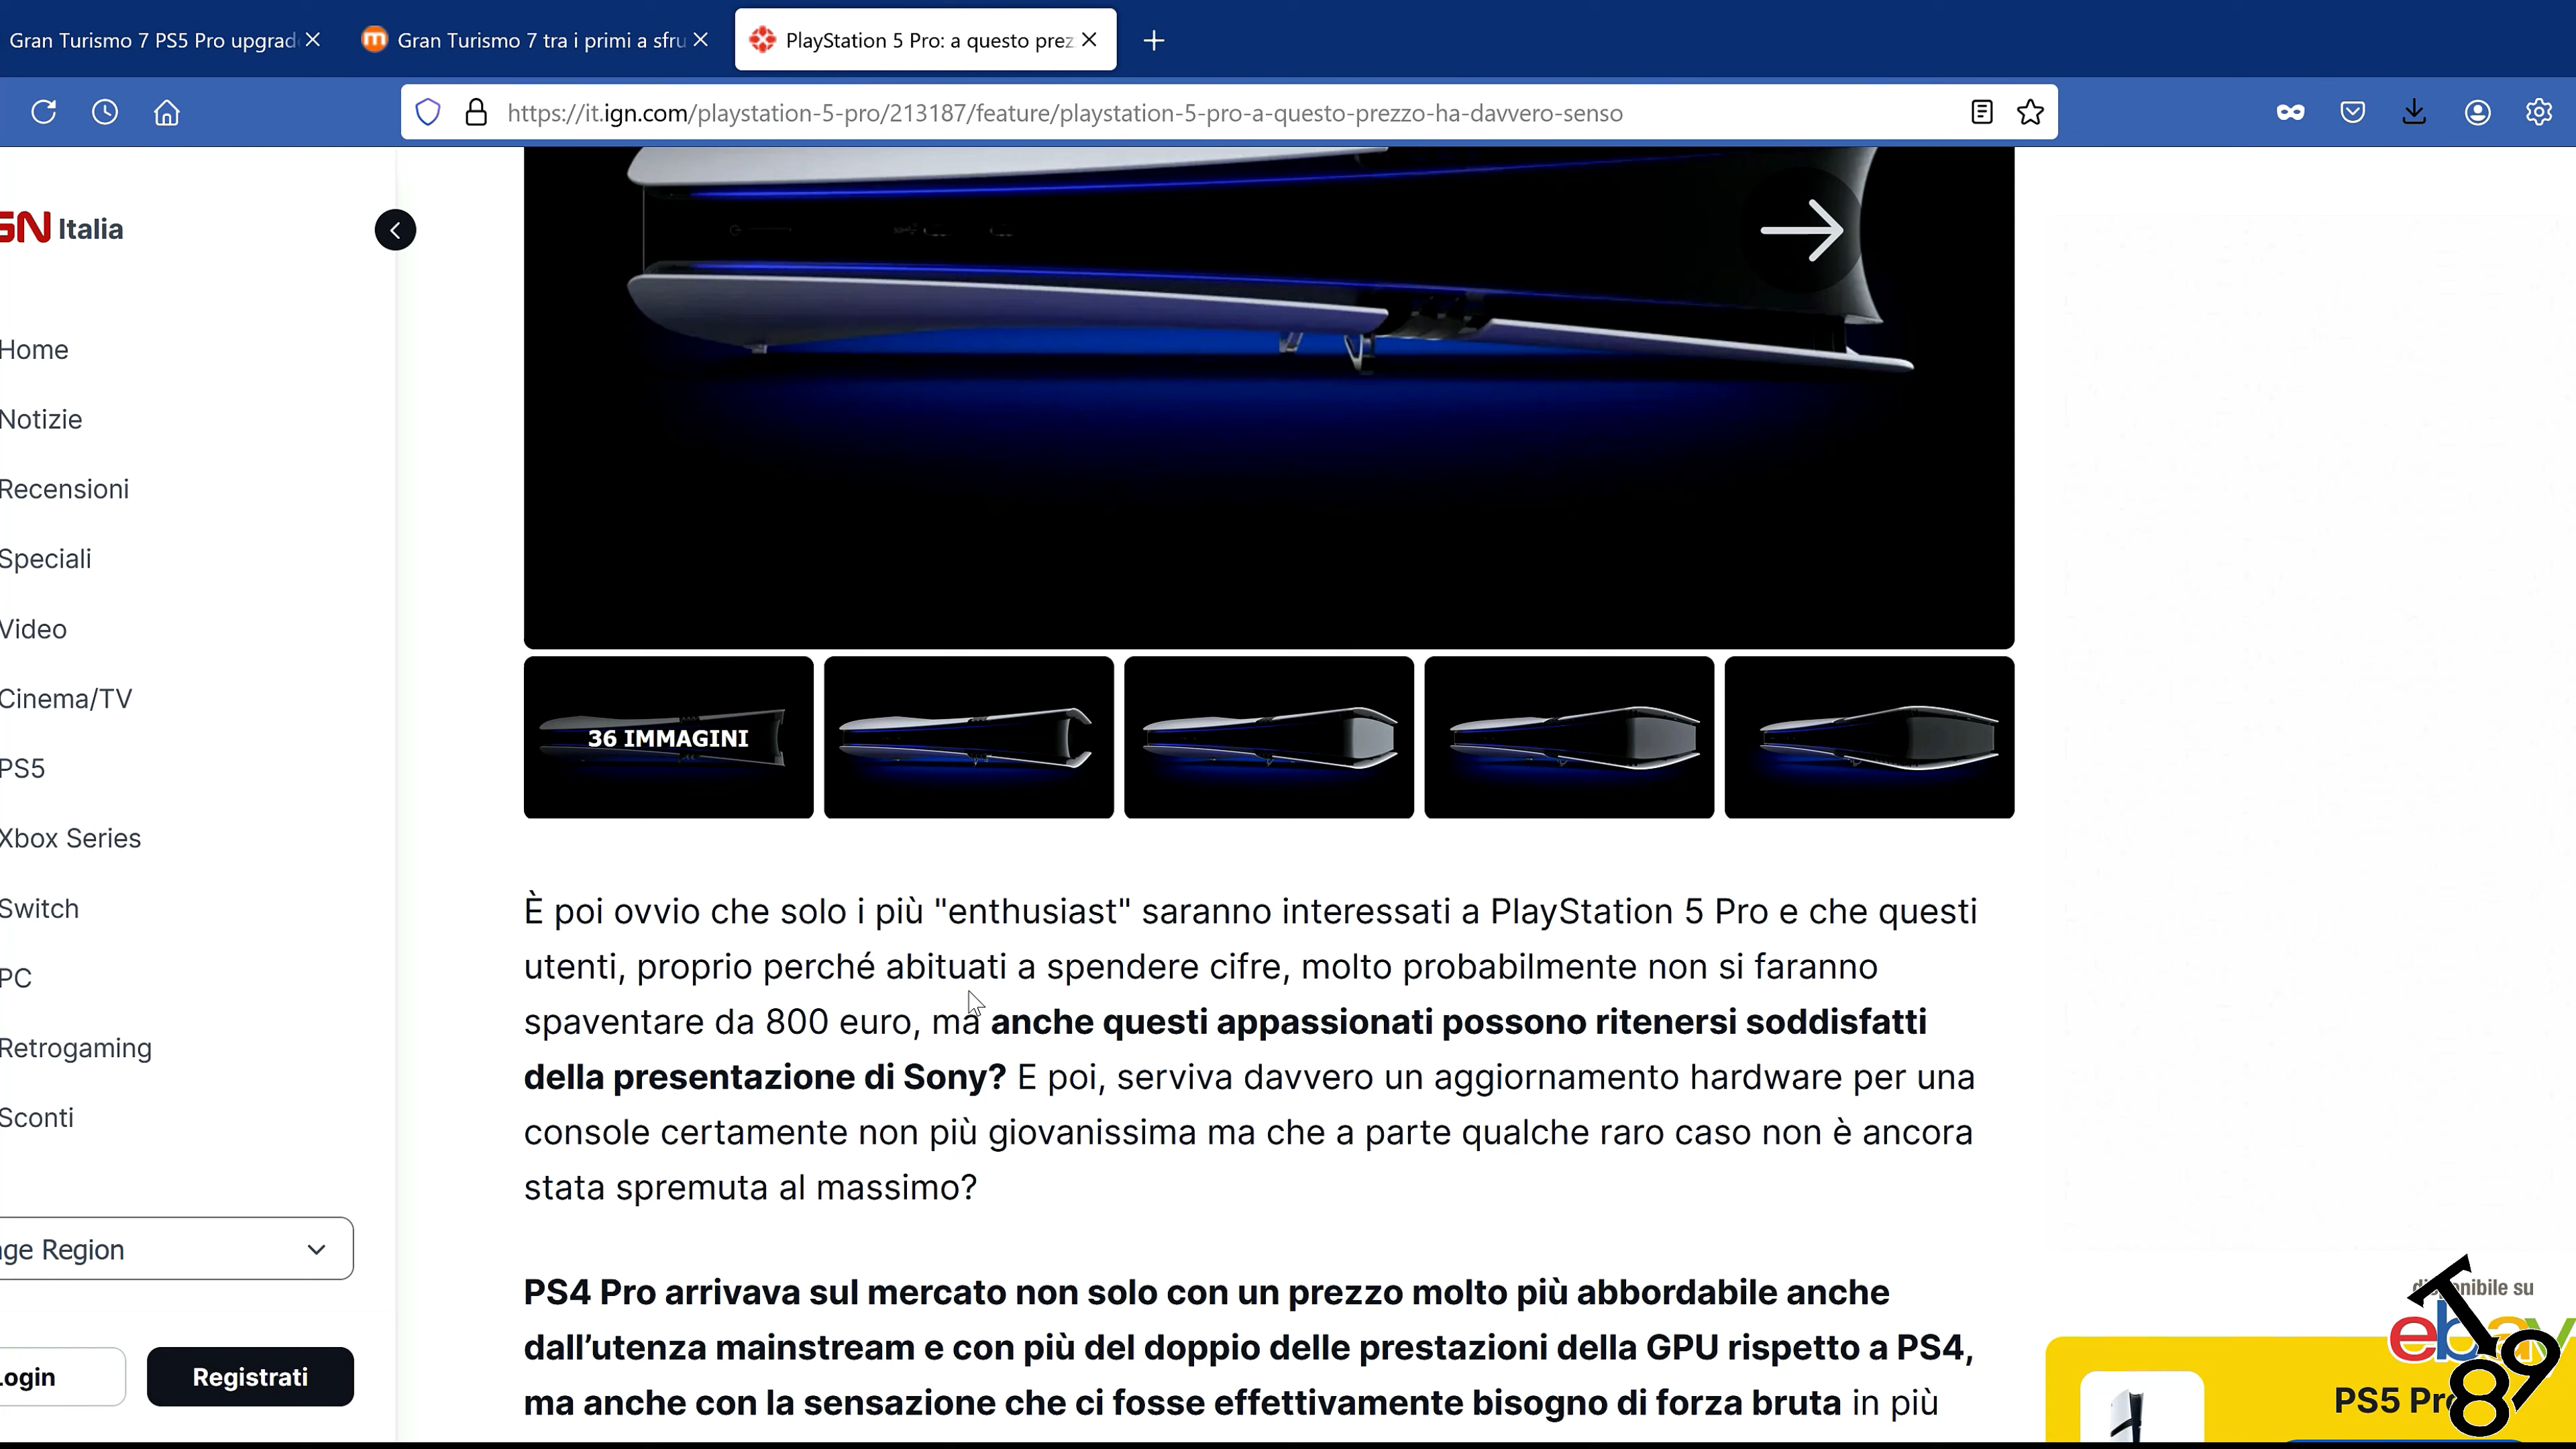 Gran Turismo 7 PS5 Pro upgrad
Gran Turismo 7 tra i primi a sfru
PlayStation 5 Pro: a questo prez
https://it.ign.com/playstation-5-pro/213187/feature/playstation-5-pro-a-questo-prezzo-ha-davvero-senso
GN Italia
Home
Notizie
Recensioni
Speciali
Video
Cinema/TV
PS5
Xbox Series
Switch
PC
Retrogaming
Sconti
ge Region
Login
Registrati
36 IMMAGINI
È poi ovvio che solo i più "enthusiast" saranno interessati a PlayStation 5 Pro e che questi
utenti, proprio perché abituati a spendere cifre, molto probabilmente non si faranno
spaventare da 800 euro, ma anche questi appassionati possono ritenersi soddisfatti
della presentazione di Sony? E poi, serviva davvero un aggiornamento hardware per una
console certamente non più giovanissima ma che a parte qualche raro caso non è ancora
stata spremuta al massimo?
PS4 Pro arrivava sul mercato non solo con un prezzo molto più abbordabile anche
dall’utenza mainstream e con più del doppio delle prestazioni della GPU rispetto a PS4,
ma anche con la sensazione che ci fosse effettivamente bisogno di forza bruta in più
disponibile su
ebay
PS5 Pro
T89